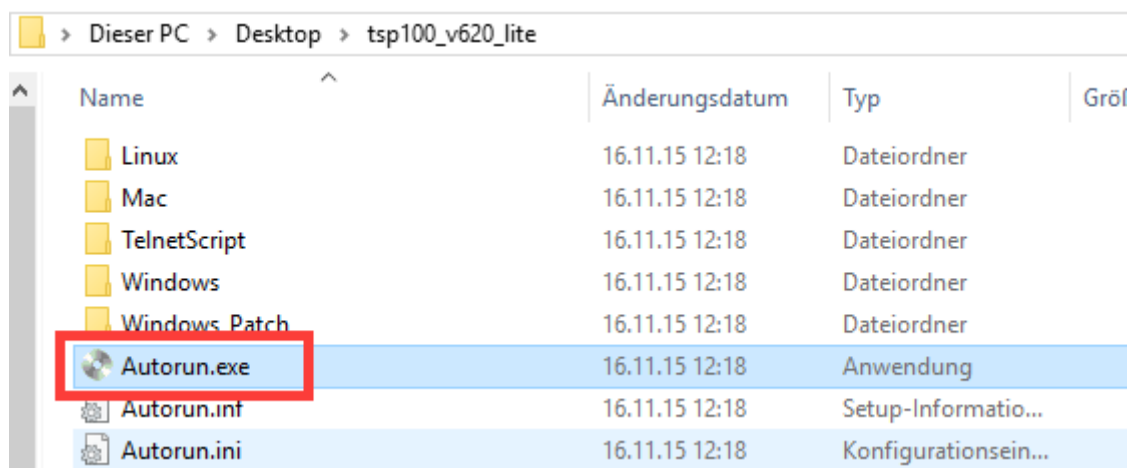 Dieser PC > Desktop > tsp100_v620_lite
Name Änderungsdatum Typ Größ
Linux 16.11.15 12:18 Dateiordner
Mac 16.11.15 12:18 Dateiordner
TelnetScript 16.11.15 12:18 Dateiordner
Windows 16.11.15 12:18 Dateiordner
Windows_Patch 16.11.15 12:18 Dateiordner
Autorun.exe 16.11.15 12:18 Anwendung
Autorun.inf 16.11.15 12:18 Setup-Informatio...
Autorun.ini 16.11.15 12:18 Konfigurationsein...